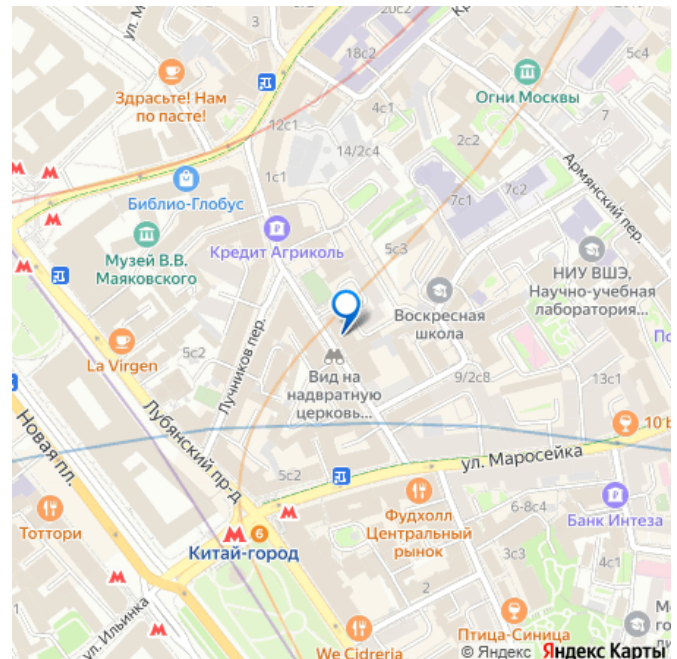 ул. М
3
18с2
5с4
Здрасьте! Нам
по пасте!
Огни Москвы
12с1
4с1
7
14/2с4
2с2
1с1
7с1
7с2
Армянский пер.
Библио-Глобус
Музей В.В.
Маяковского
Кредит Агриколь
5с3
НИУ ВШЭ,
Научно-учебная
лаборатория...
Воскресная
школа
La Virgen
5с2
Лучников пер.
Вид на
надвратную
церковь...
9/2с8
13с1
По
10 b
Новая пл.
Лубянский пр-д
ул. Маросейка
5с2
Тоттори
Китай-город
6
Фудхолл
Центральный
рынок
6-8с4
Банк Интеза
3с3
4с1
2
ул. Ильинка
We Cidreria
Птица-Синица
М
го
© Яндекс Яндекс Карты